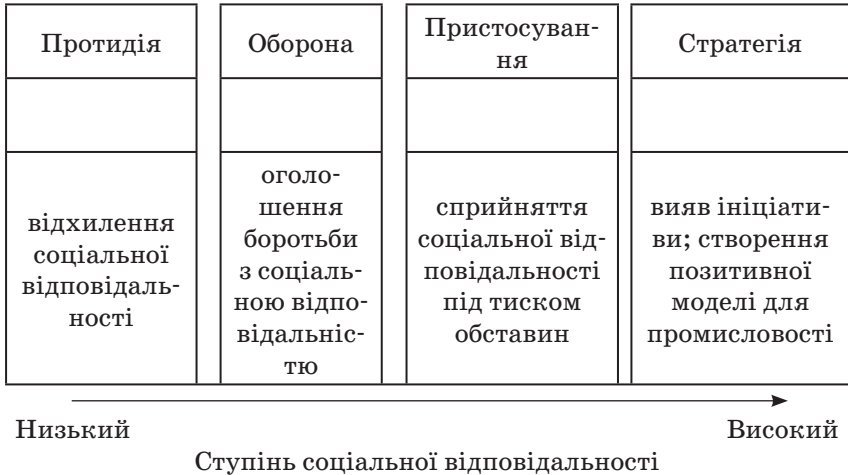 Протидія
Оборона
Пристосуван-
ня
Стратегія
відхилення
соціальної
відповідаль-
ності
оголо-
шення
боротьби
з соціаль-
ною відпо-
відальніс-
тю
сприйняття
соціальної від-
повідальності
під тиском
обставин
вияв ініціати-
ви; створення
позитивної
моделі для
промисловості
Низький
Високий
Ступінь соціальної відповідальності